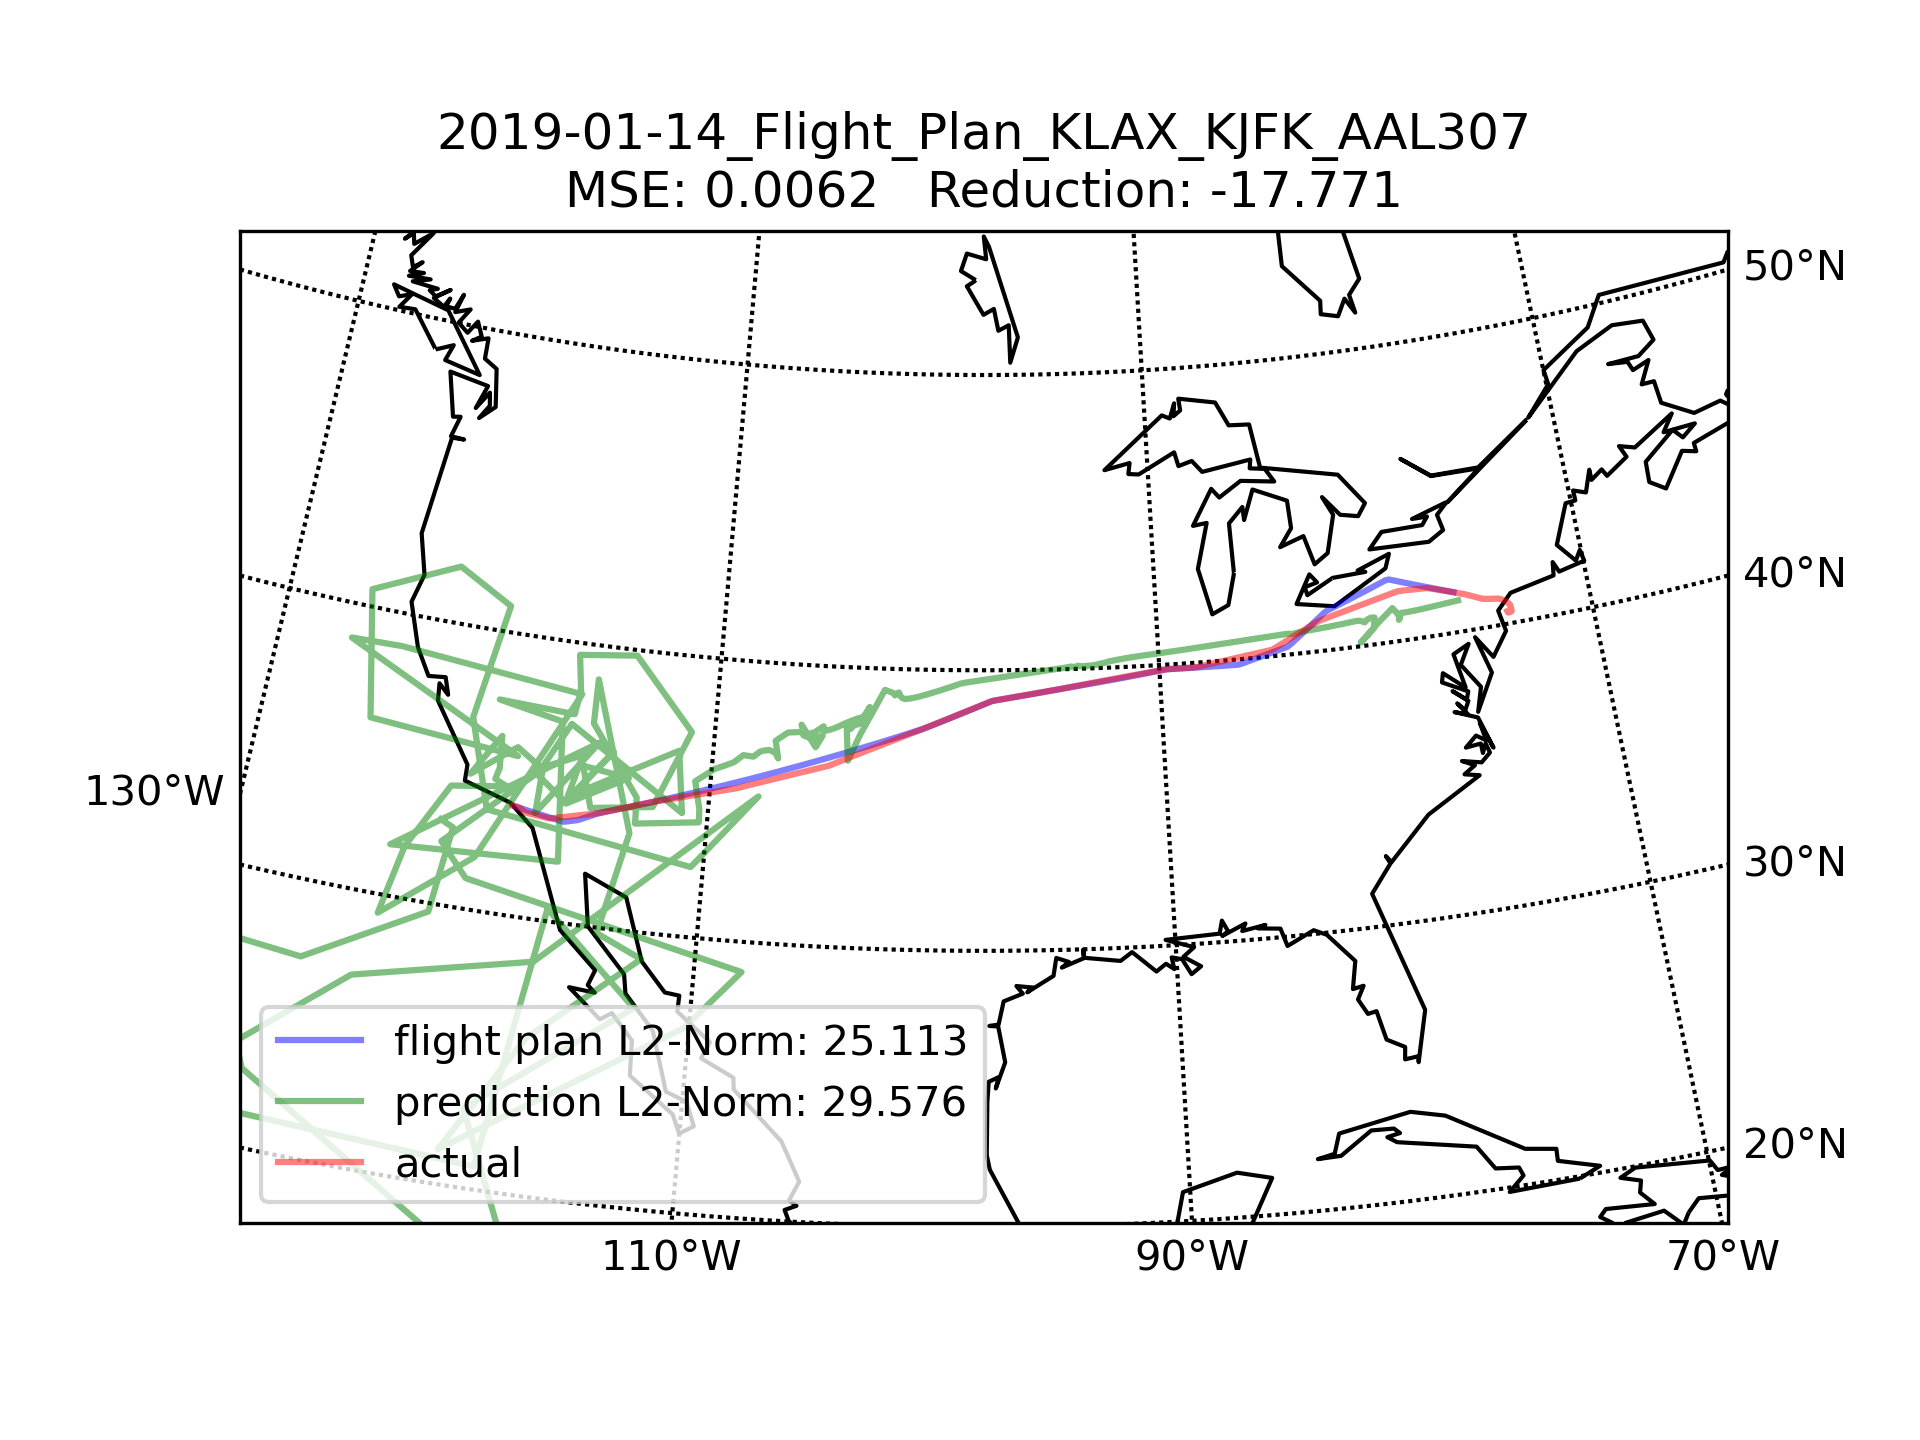 2019-01-14_Flight_Plan_KLAX_KJFK_AAL307
MSE: 0.0062   Reduction: -17.771
50°N
40°N
130°W
30°N
flight plan L2-Norm: 25.113
prediction L2-Norm: 29.576
actual
20°N
110°W
90°W
70°W